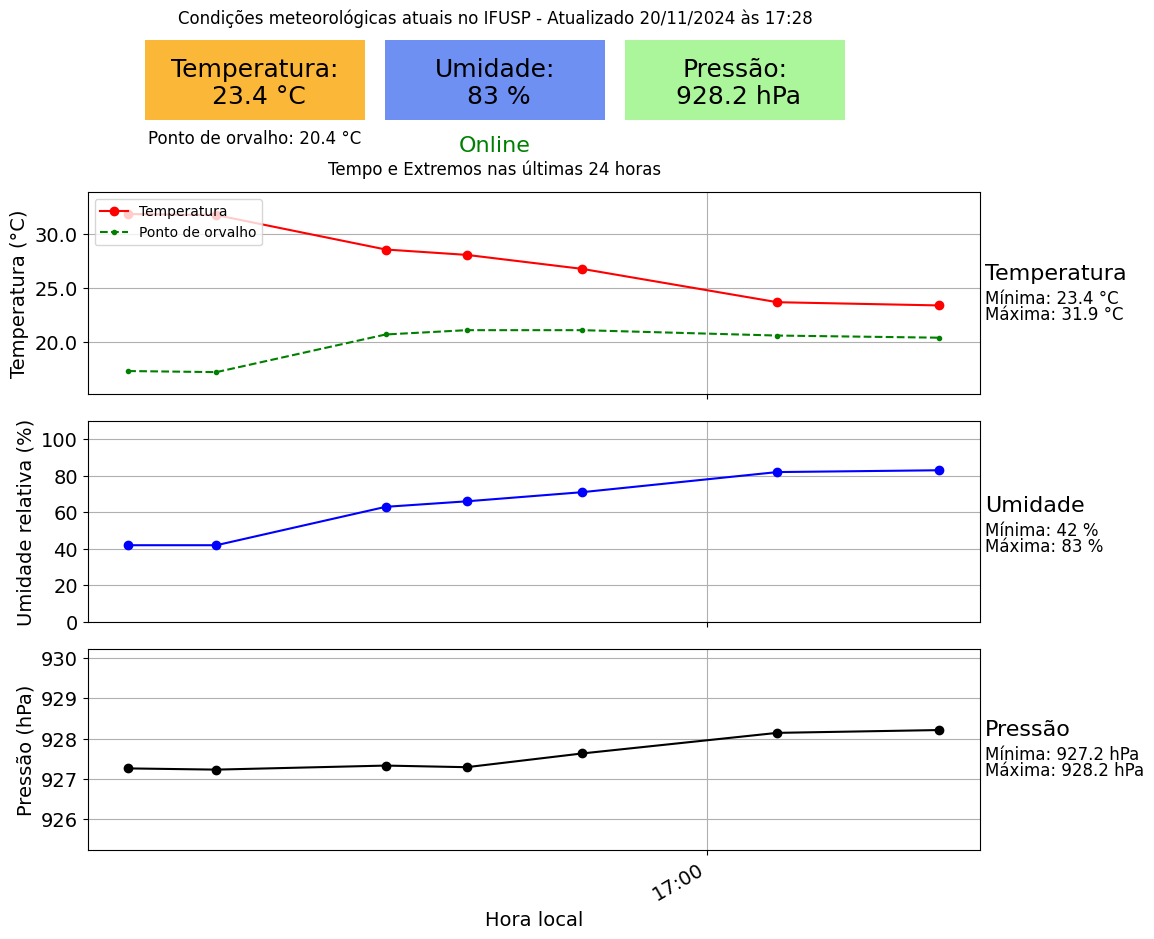 Condições meteorológicas atuais no IFUSP - Atualizado 20/11/2024 às 17:28
Temperatura:
23.4 °C
Umidade:
83 %
Pressão:
928.2 hPa
Ponto de orvalho: 20.4 °C
Online
Tempo e Extremos nas últimas 24 horas
Temperatura (°C)
30.0
25.0
20.0
Temperatura
Ponto de orvalho
Temperatura
Mínima: 23.4 °C
Máxima: 31.9 °C
Umidade relativa (%)
100
80
60
40
20
0
Umidade
Mínima: 42 %
Máxima: 83 %
Pressão (hPa)
930
929
928
927
926
Pressão
Mínima: 927.2 hPa
Máxima: 928.2 hPa
17:00
Hora local